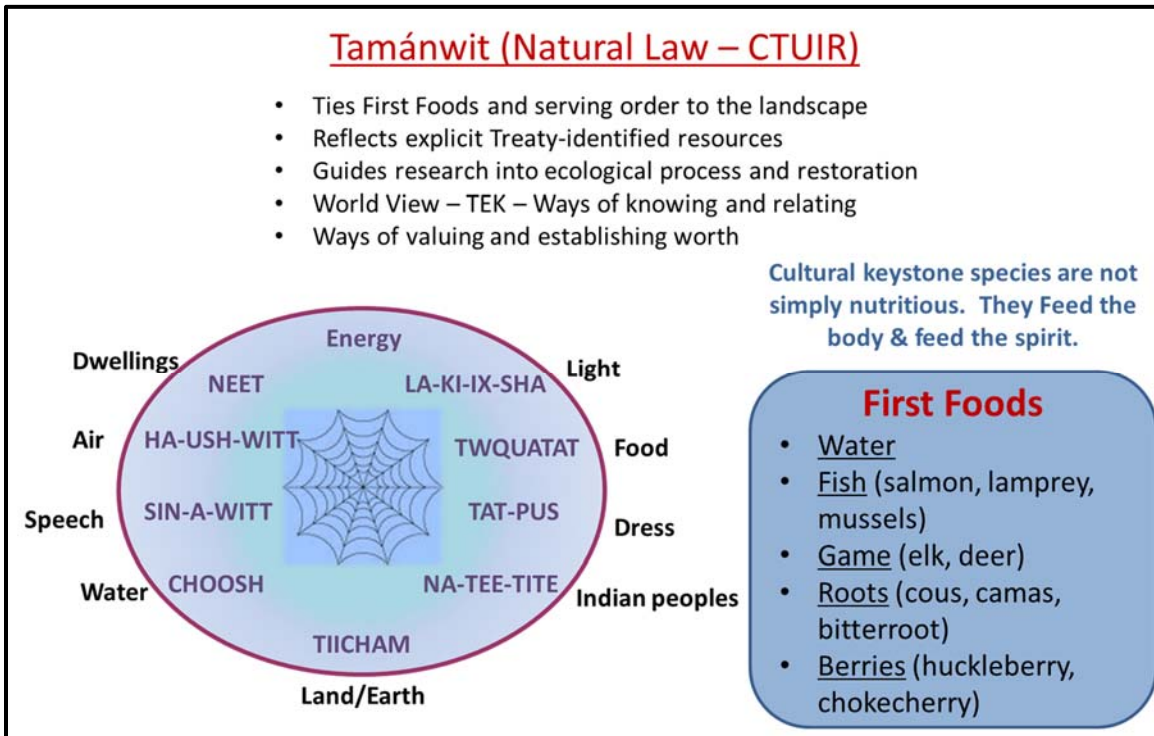 Tamánwit (Natural Law – CTUIR)
• Ties First Foods and serving order to the landscape
• Reflects explicit Treaty-identified resources
• Guides research into ecological process and restoration
• World View – TEK – Ways of knowing and relating
• Ways of valuing and establishing worth
Cultural keystone species are not
simply nutritious. They Feed the
body & feed the spirit.
Energy
Dwellings
NEET
LA-KI-IX-SHA
Light
Air
HA-USH-WITT
TWQUATAT
Food
Speech
SIN-A-WITT
TAT-PUS
Dress
Water
CHOOSH
NA-TEE-TITE
Indian peoples
TIICHAM
Land/Earth
First Foods
• Water
• Fish (salmon, lamprey,
mussels)
• Game (elk, deer)
• Roots (cous, camas,
bitterroot)
• Berries (huckleberry,
chokecherry)